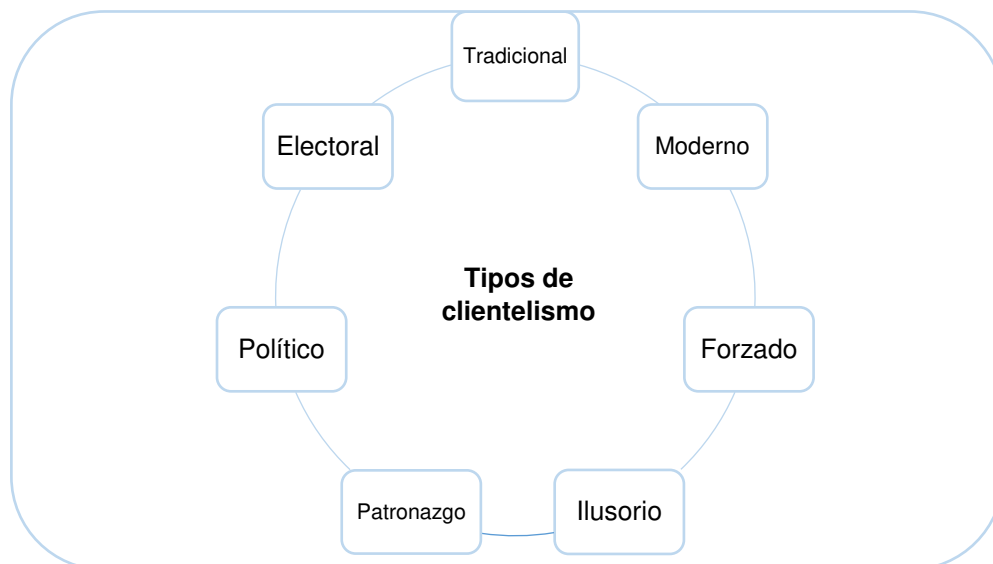 Tradicional
Electoral
Moderno
Tipos de
clientelismo
Político
Forzado
Patronazgo
Ilusorio